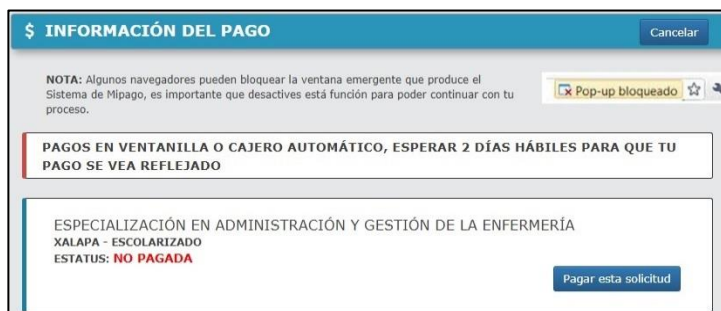 $ INFORMACIÓN DEL PAGO
Cancelar
NOTA: Algunos navegadores pueden bloquear la ventana emergente que produce el
Sistema de Mipago, es importante que desactives está función para poder continuar con tu
proceso.
Pop-up bloqueado
PAGOS EN VENTANILLA O CAJERO AUTOMÁTICO, ESPERAR 2 DÍAS HÁBILES PARA QUE TU
PAGO SE VEA REFLEJADO
ESPECIALIZACIÓN EN ADMINISTRACIÓN Y GESTIÓN DE LA ENFERMERÍA
XALAPA - ESCOLARIZADO
ESTATUS: NO PAGADA
Pagar esta solicitud